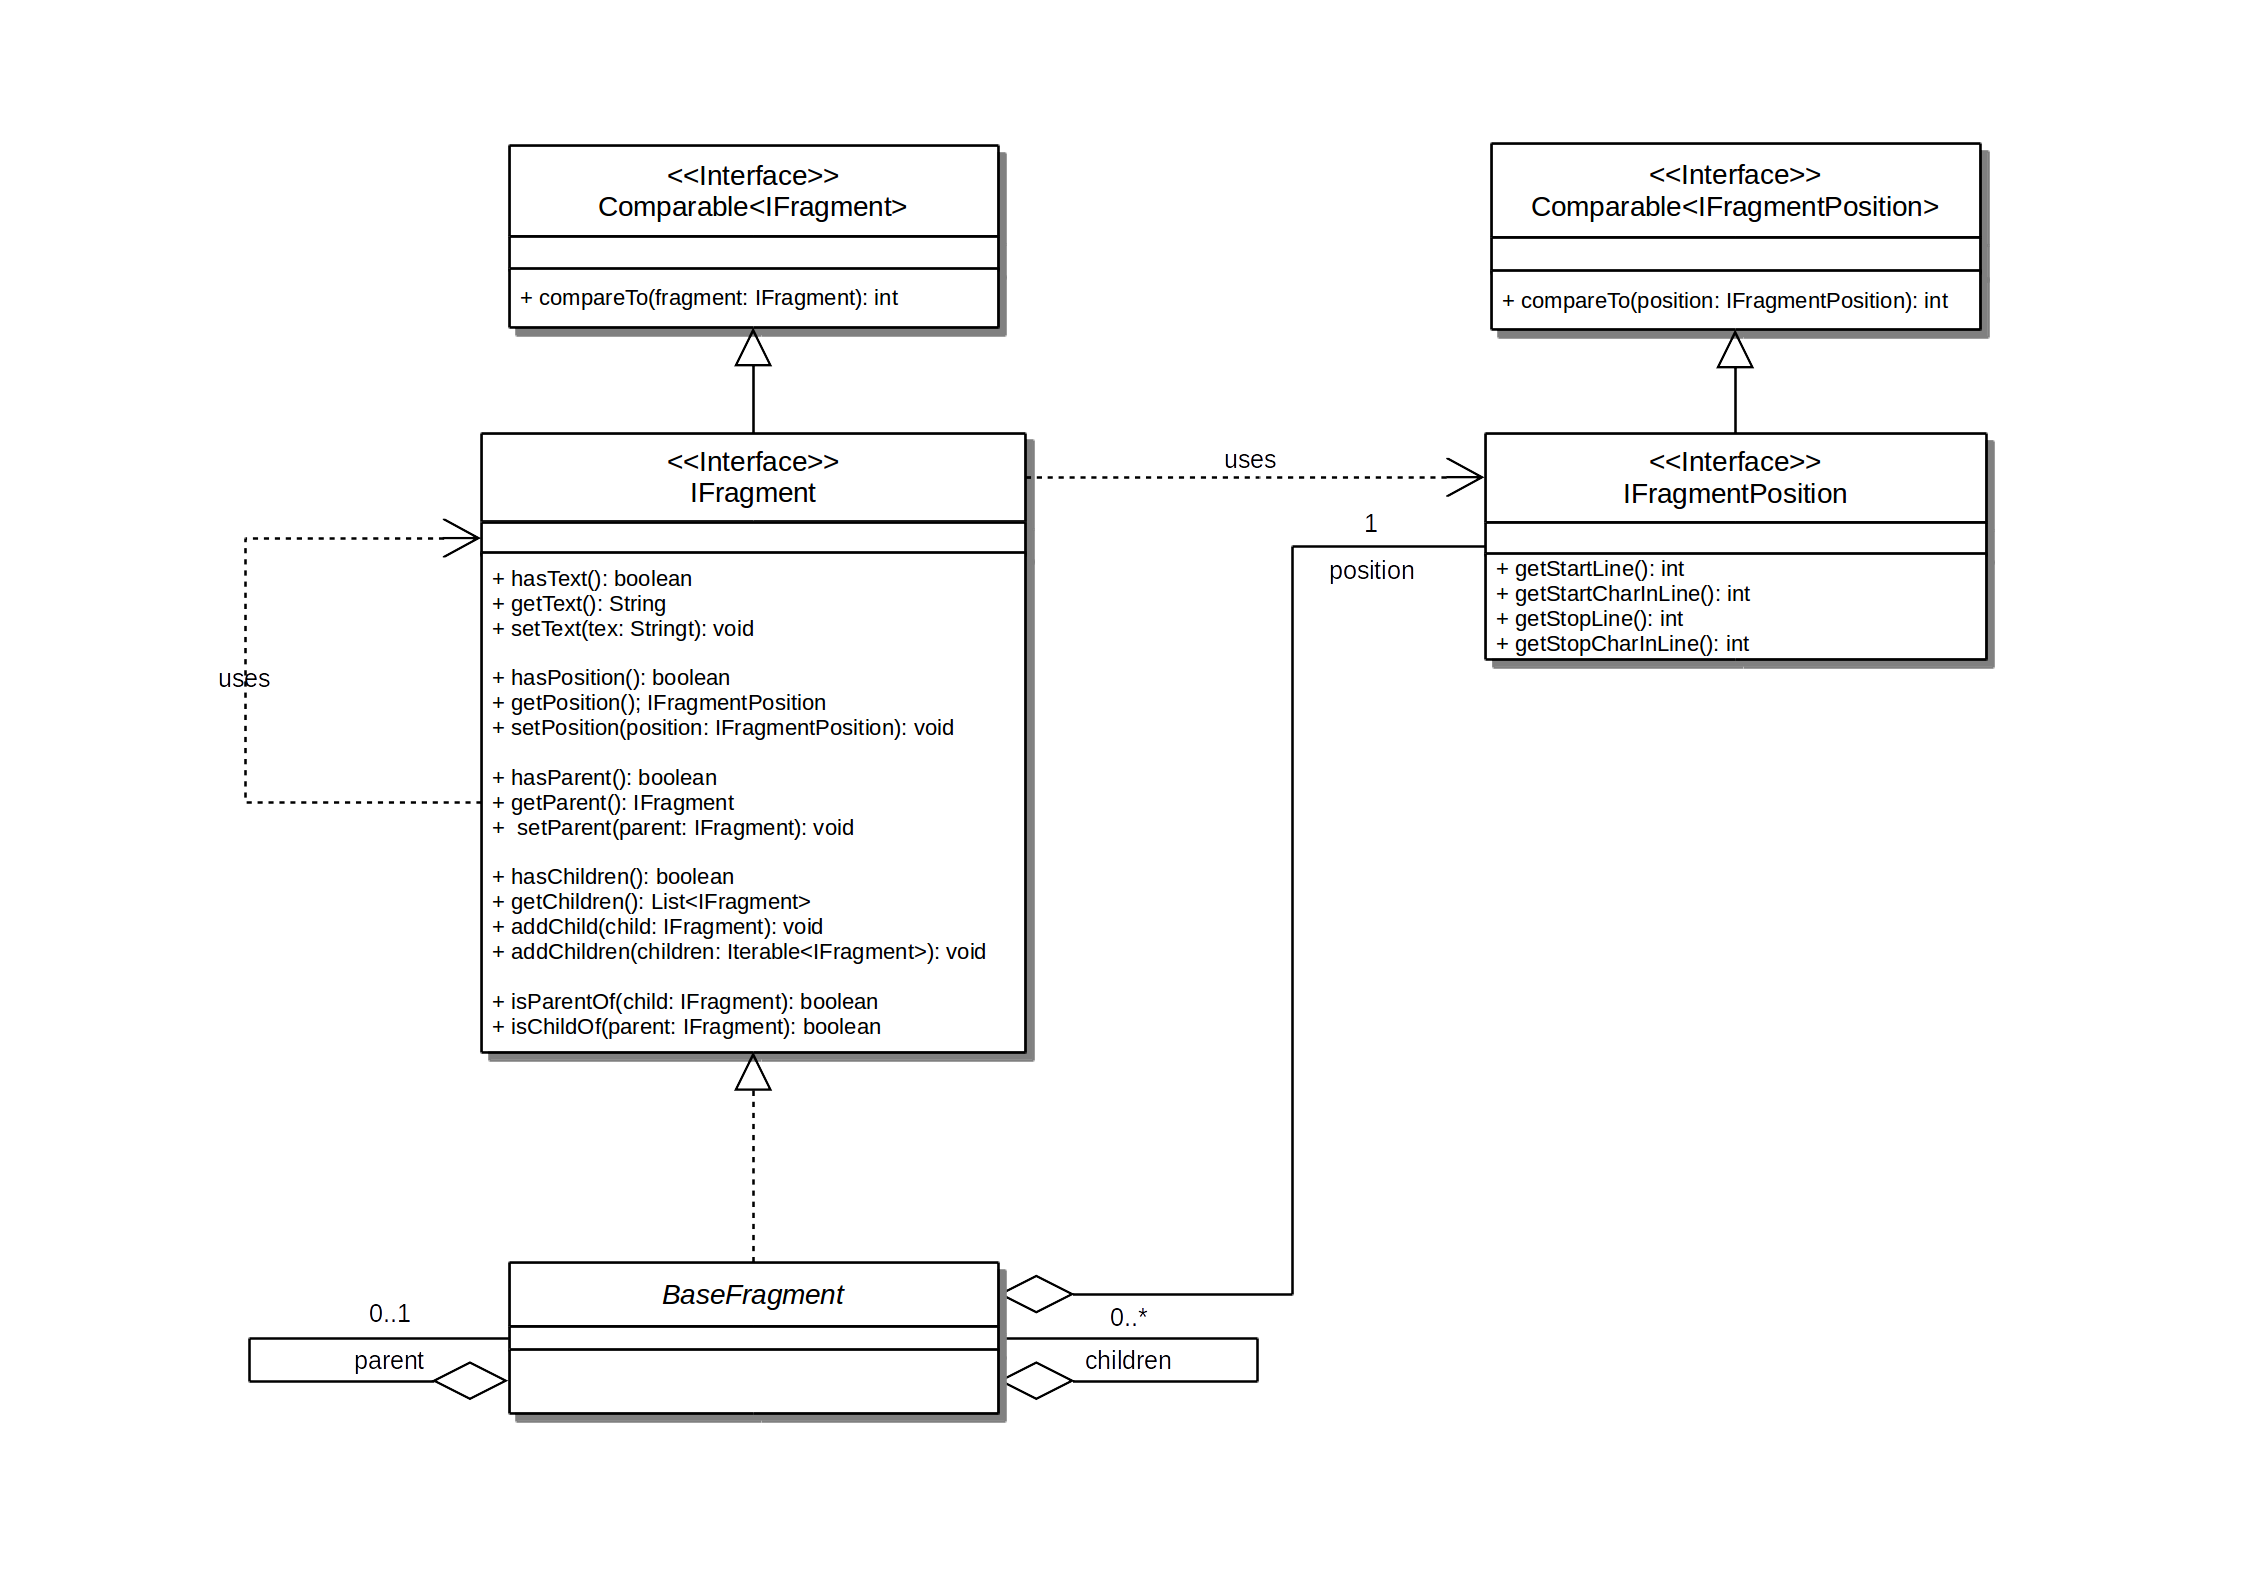 <<Interface>>
Comparable<IFragment>
+ compareTo(fragment: IFragment): int
<<Interface>>
Comparable<IFragmentPosition>
+ compareTo(position: IFragmentPosition): int
<<Interface>>
IFragment
+ hasText(): boolean
+ getText(): String
+ setText(tex: Stringt): void
+ hasPosition(): boolean
+ getPosition(); IFragmentPosition
+ setPosition(position: IFragmentPosition): void
+ hasParent(): boolean
+ getParent(): IFragment
+  setParent(parent: IFragment): void
+ hasChildren(): boolean
+ getChildren(): List<IFragment>
+ addChild(child: IFragment): void
+ addChildren(children: Iterable<IFragment>): void
+ isParentOf(child: IFragment): boolean
+ isChildOf(parent: IFragment): boolean
uses
uses
<<Interface>>
IFragmentPosition
+ getStartLine(): int
+ getStartCharInLine(): int
+ getStopLine(): int
+ getStopCharInLine(): int
1
position
BaseFragment
0..1
parent
0..*
children